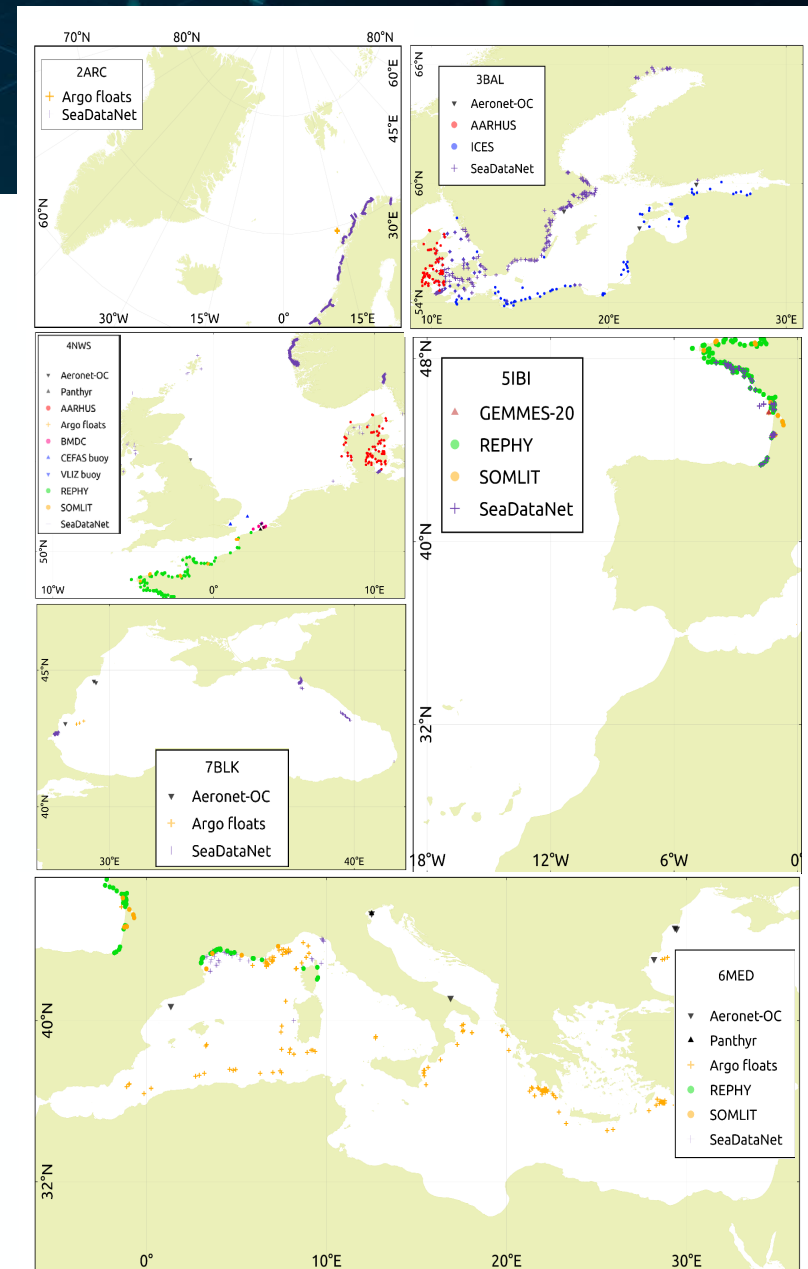 70°N 80°N 80°N
2ARC
Argo floats
SeaDataNet
60°E
45°E
30°E
60°N
30°W 15°W 0° 15°E
3BAL
Aeronet-OC
AARHUS
ICES
SeaDataNet
66°N
60°N
54°N
10°E 20°E 30°E
4NWS
Aeronet-OC
Panthyr
AARHUS
Argo floats
BMDC
CEFAS buoy
VLIZ buoy
REPHY
SOMLIT
SeaDataNet
50°N
10°W 0° 10°E
5IBI
GEMMES-20
REPHY
SOMLIT
SeaDataNet
48°N
40°N
32°N
18°W 12°W 6°W 0°
45°N
40°N
7BLK
Aeronet-OC
Argo floats
SeaDataNet
30°E 40°E
6MED
Aeronet-OC
Panthyr
Argo floats
REPHY
SOMLIT
SeaDataNet
40°N
32°N
0° 10°E 20°E 30°E